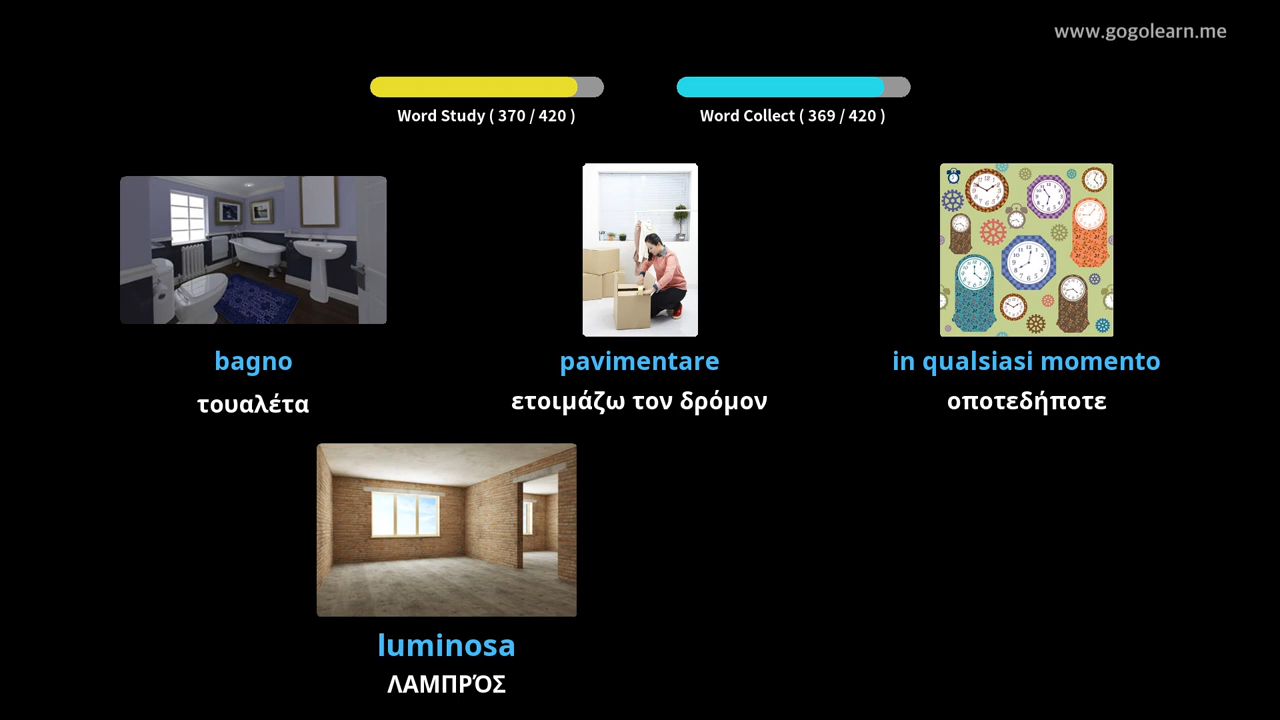 www.gogolearn.me
Word Study ( 370 / 420 )
Word Collect ( 369 / 420 )
bagno
τουαλέτα
pavimentare
ετοιμάζω τον δρόμον
in qualsiasi momento
οποτεδήποτε
luminosa
ΛΑΜΠΡΌΣ